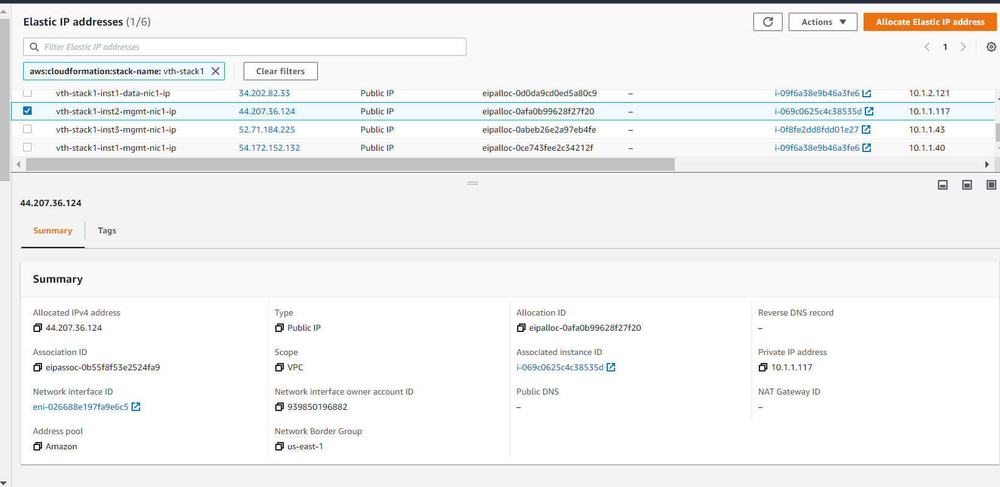 Elastic IP addresses (1/6)
Actions
Allocate Elastic IP address
Filter Elastic IP addresses
1
aws:cloudformation:stack-name: vth-stack1
Clear filters
vth-stack1-inst1-data-nic1-ip 34.202.82.33 Public IP eipalloc-0d0da9cd0ed5a80c9 – i-09f6a38e9b46a3fe6 10.1.2.121
vth-stack1-inst2-mgmt-nic1-ip 44.207.36.124 Public IP eipalloc-0afa0b99628f27f20 – i-069c0625c4c38535d 10.1.1.117
vth-stack1-inst3-mgmt-nic1-ip 52.71.184.225 Public IP eipalloc-0abeb26e2a97eb4fe – i-0f8fe2dd8fdd01e27 10.1.1.43
vth-stack1-inst1-mgmt-nic1-ip 54.172.152.132 Public IP eipalloc-0ce743fee2c34212f – i-09f6a38e9b46a3fe6 10.1.1.40
44.207.36.124
Summary Tags
Summary
Allocated IPv4 address Type Allocation ID Reverse DNS record
44.207.36.124 Public IP eipalloc-0afa0b99628f27f20 –
Association ID Scope Associated instance ID Private IP address
eipassoc-0b55f8f53e2524fa9 VPC i-069c0625c4c38535d 10.1.1.117
Network interface ID Network interface owner account ID Public DNS NAT Gateway ID
eni-026688e197fa9e6c5 939850196882 – –
Address pool Network Border Group
Amazon us-east-1